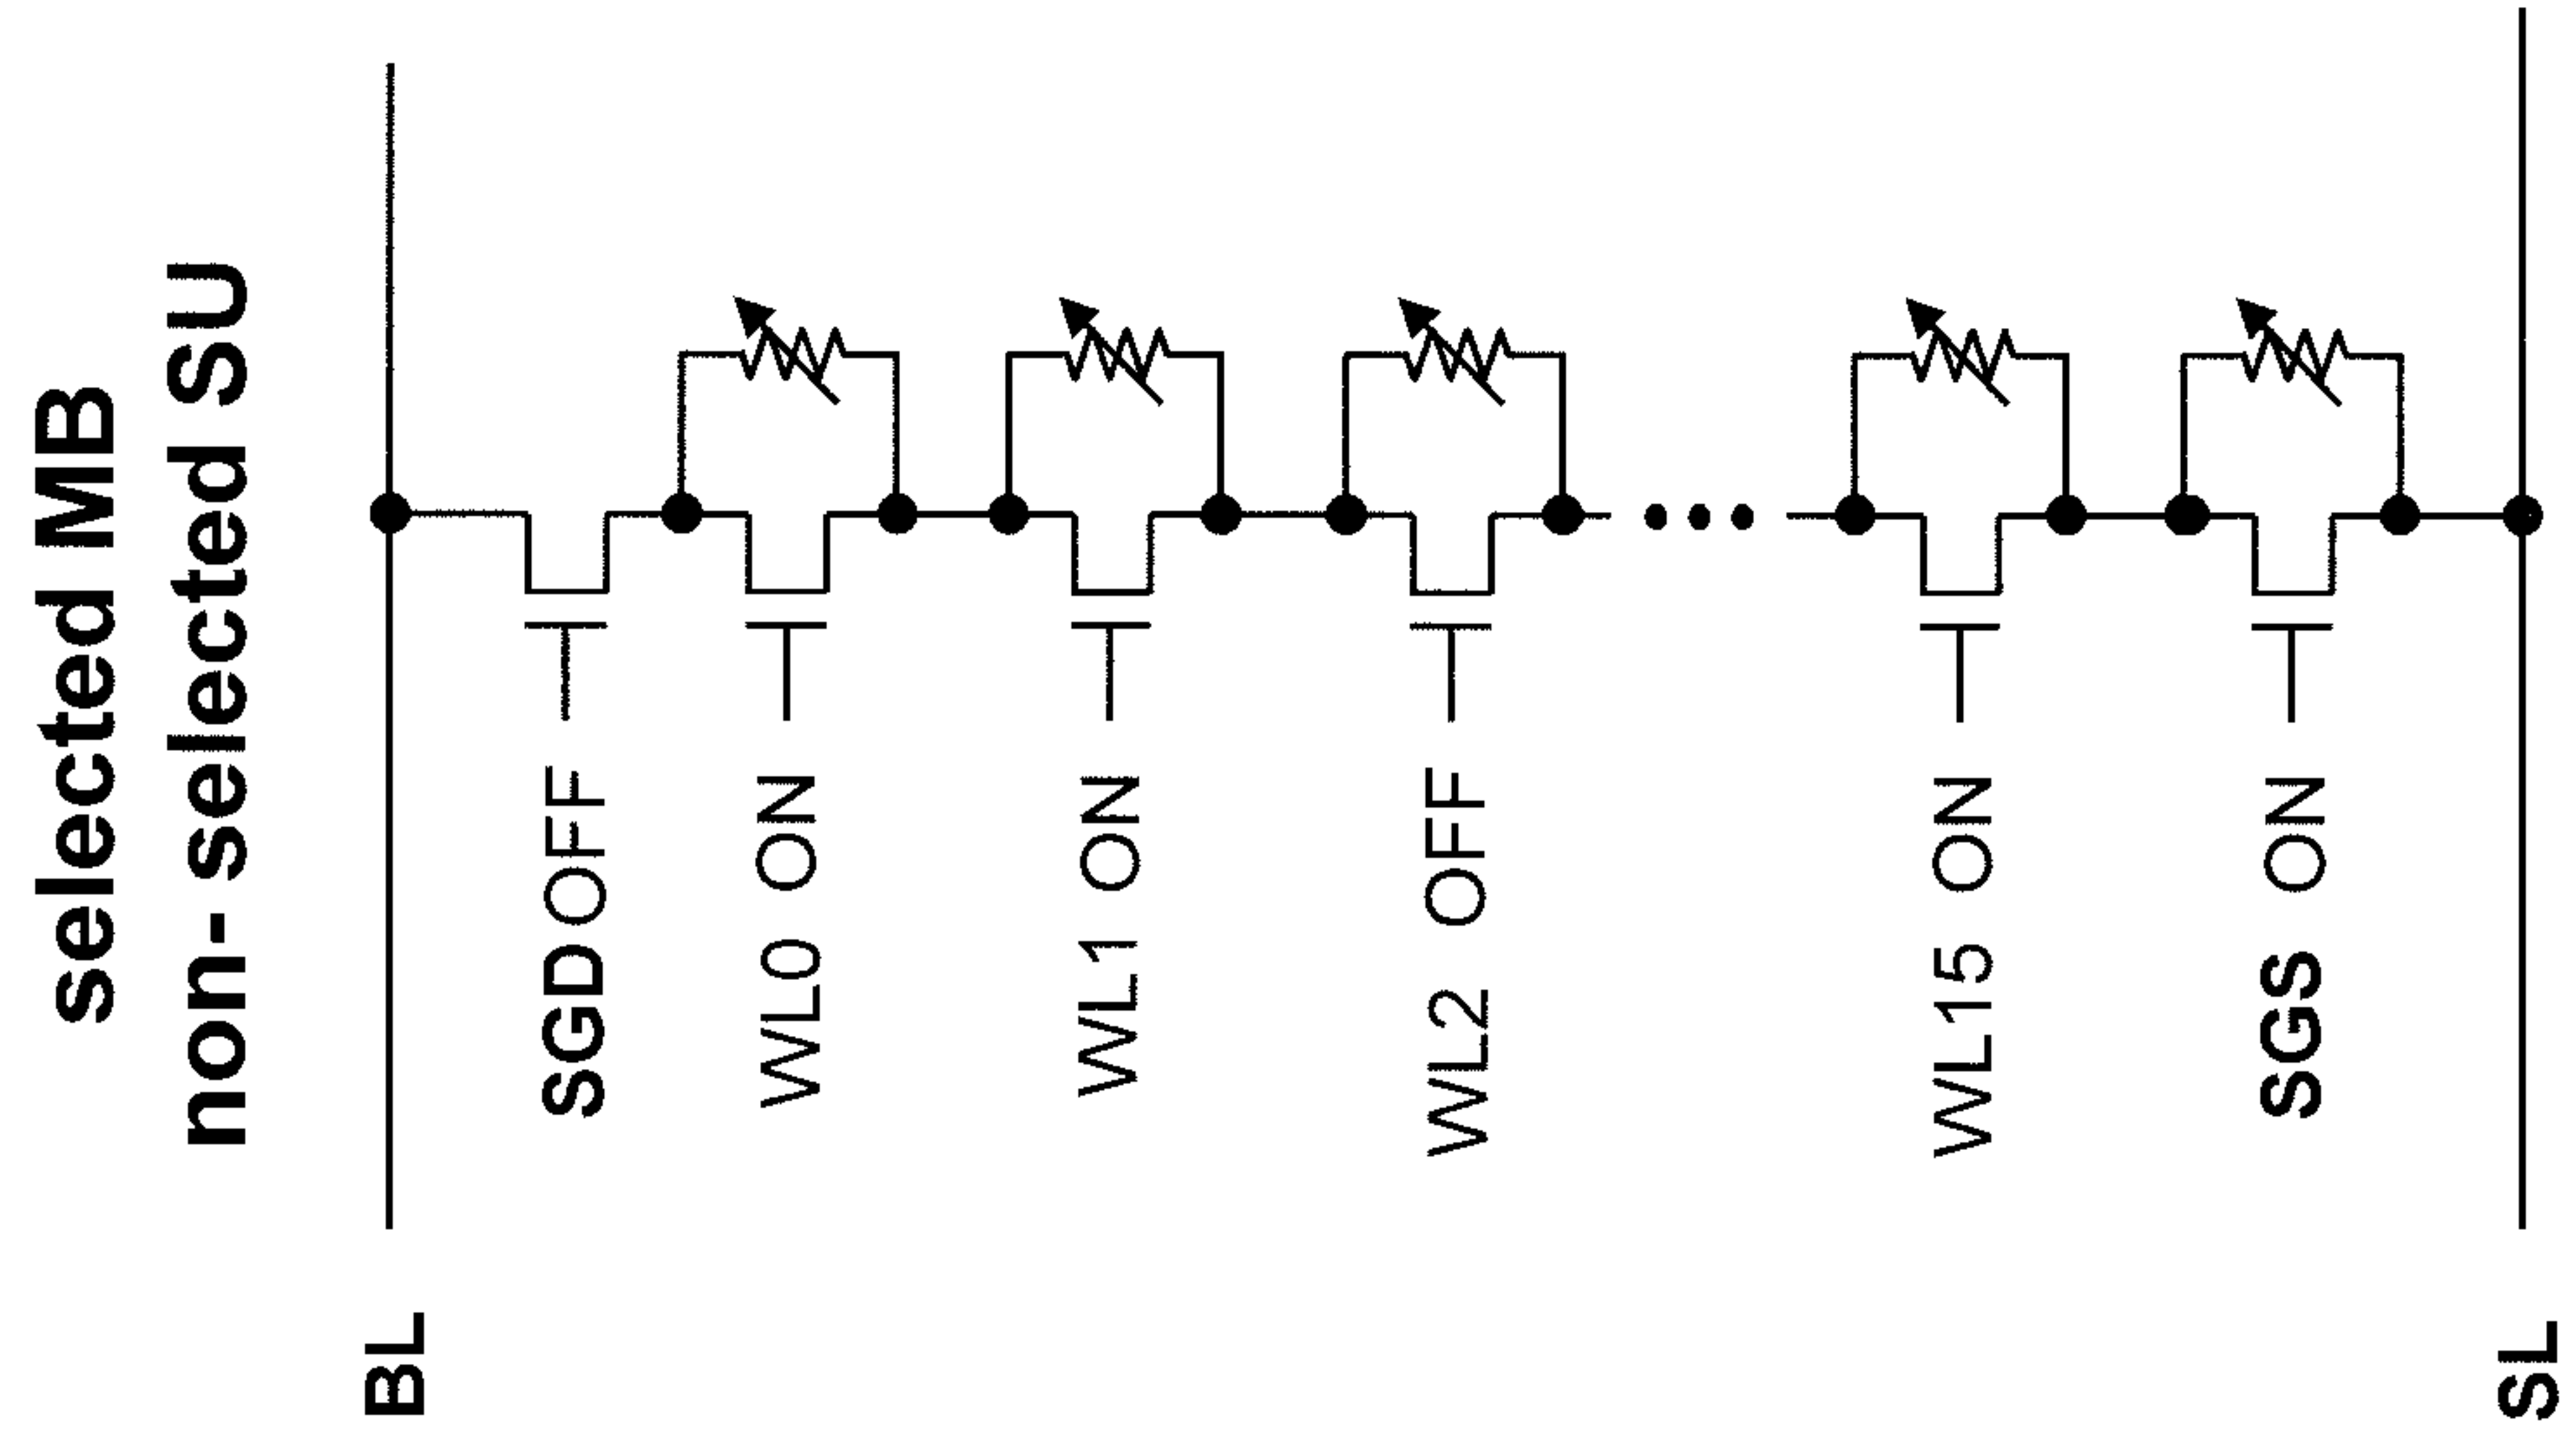 selected MB
non- selected SU
BL
SGD OFF
WL0 ON
WL1 ON
WL2 OFF
WL15 ON
SGS ON
SL